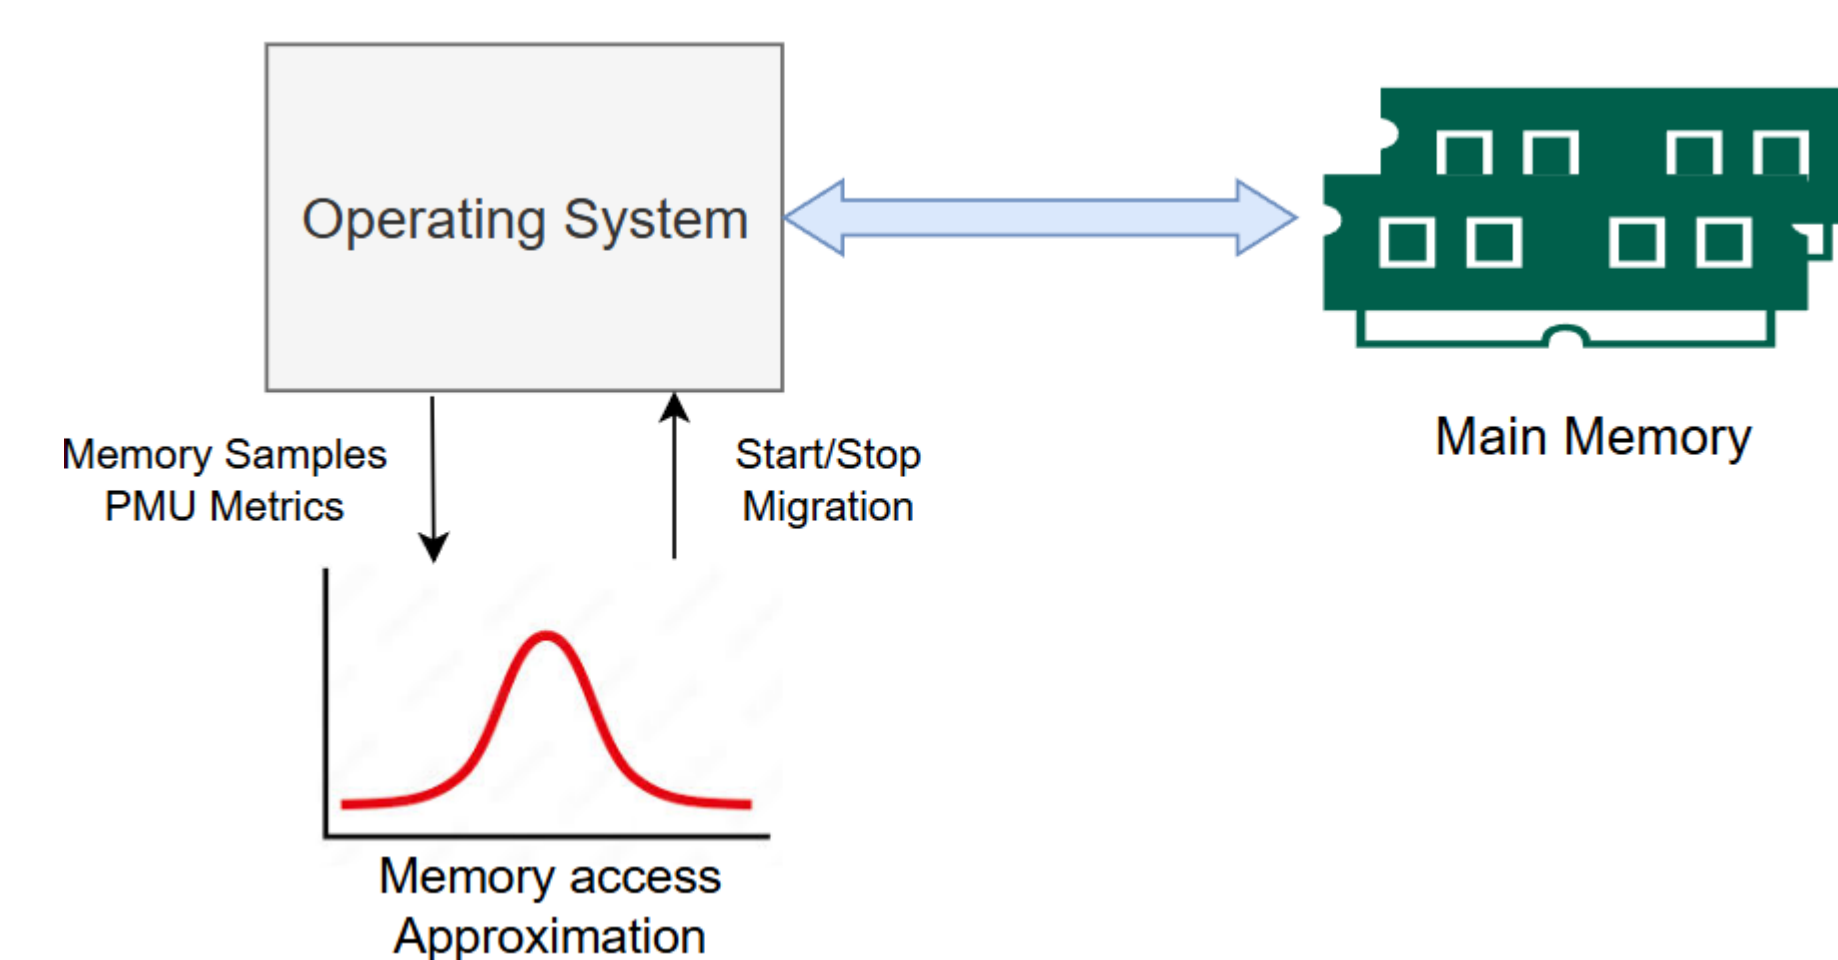 Operating System
Memory Samples
PMU Metrics
Start/Stop
Migration
Main Memory
Memory access
Approximation